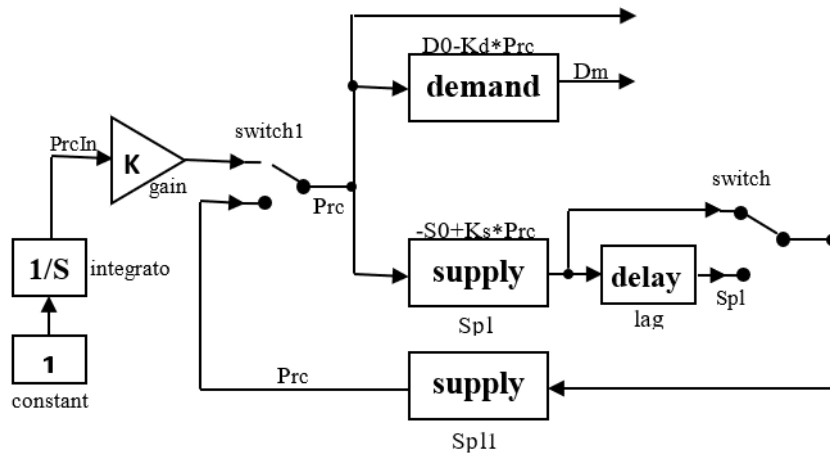 D0-Kd*Prc
demand
Dm
PrcIn
K
gain
switch1
Prc
switch
-S0+Ks*Prc
1/S
integrato
supply
delay
Spl
Spl
lag
1
constant
Prc
supply
Spl1